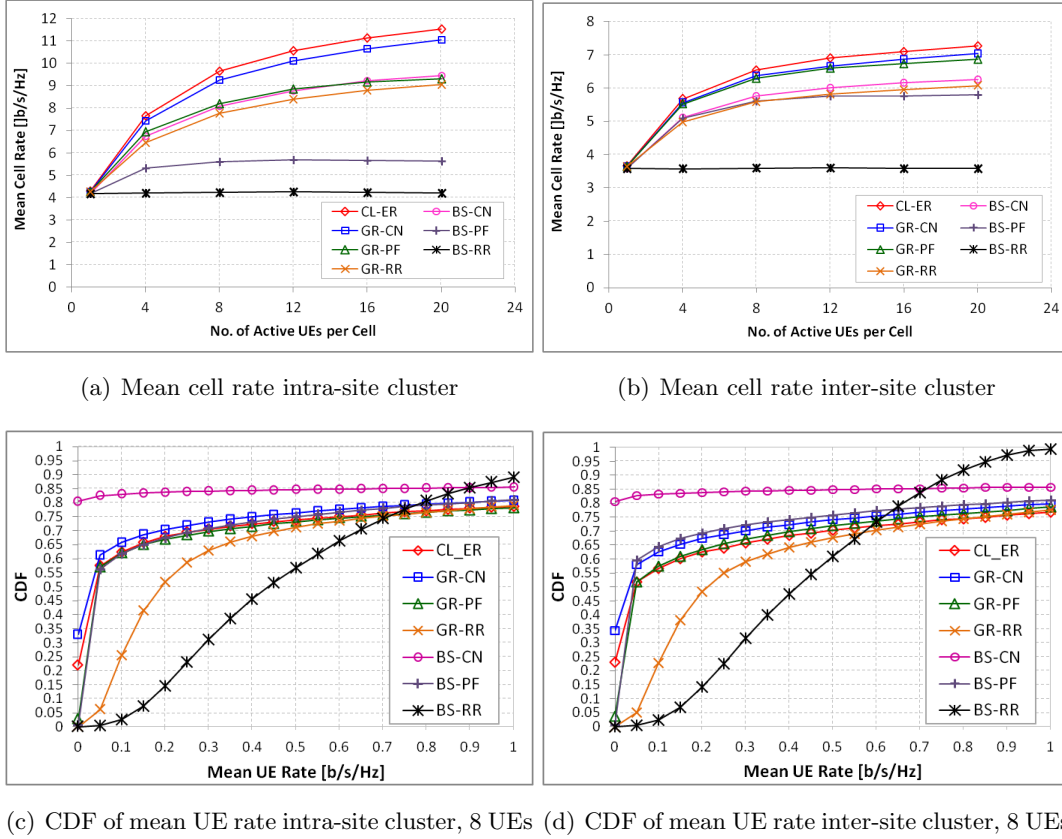 Mean Cell Rate []b/s/Hz]
12
11
10
9
8
7
6
5
4
3
2
1
0
CL-ER
BS-CN
GR-CN
BS-PF
GR-PF
BS-RR
GR-RR
0 4 8 12 16 20 24
No. of Active UEs per Cell
(a) Mean cell rate intra-site cluster
Mean Cell Rate [b/s/Hz]
8
7
6
5
4
3
2
1
0
CL-ER
BS-CN
GR-CN
BS-PF
GR-PF
BS-RR
GR-RR
0 4 8 12 16 20 24
No. of Active UEs per Cell
(b) Mean cell rate inter-site cluster
CDF
1
0.95
0.9
0.85
0.8
0.75
0.7
0.65
0.6
0.55
0.5
0.45
0.4
0.35
0.3
0.25
0.2
0.15
0.1
0.05
0
CL_ER
GR-CN
GR-PF
GR-RR
BS-CN
BS-PF
BS-RR
0 0.1 0.2 0.3 0.4 0.5 0.6 0.7 0.8 0.9 1
Mean UE Rate [b/s/Hz]
(c) CDF of mean UE rate intra-site cluster, 8 UEs
CDF
1
0.95
0.9
0.85
0.8
0.75
0.7
0.65
0.6
0.55
0.5
0.45
0.4
0.35
0.3
0.25
0.2
0.15
0.1
0.05
0
CL_ER
GR-CN
GR-PF
GR-RR
BS-CN
BS-PF
BS-RR
0 0.1 0.2 0.3 0.4 0.5 0.6 0.7 0.8 0.9 1
Mean UE Rate [b/s/Hz]
(d) CDF of mean UE rate inter-site cluster, 8 UEs